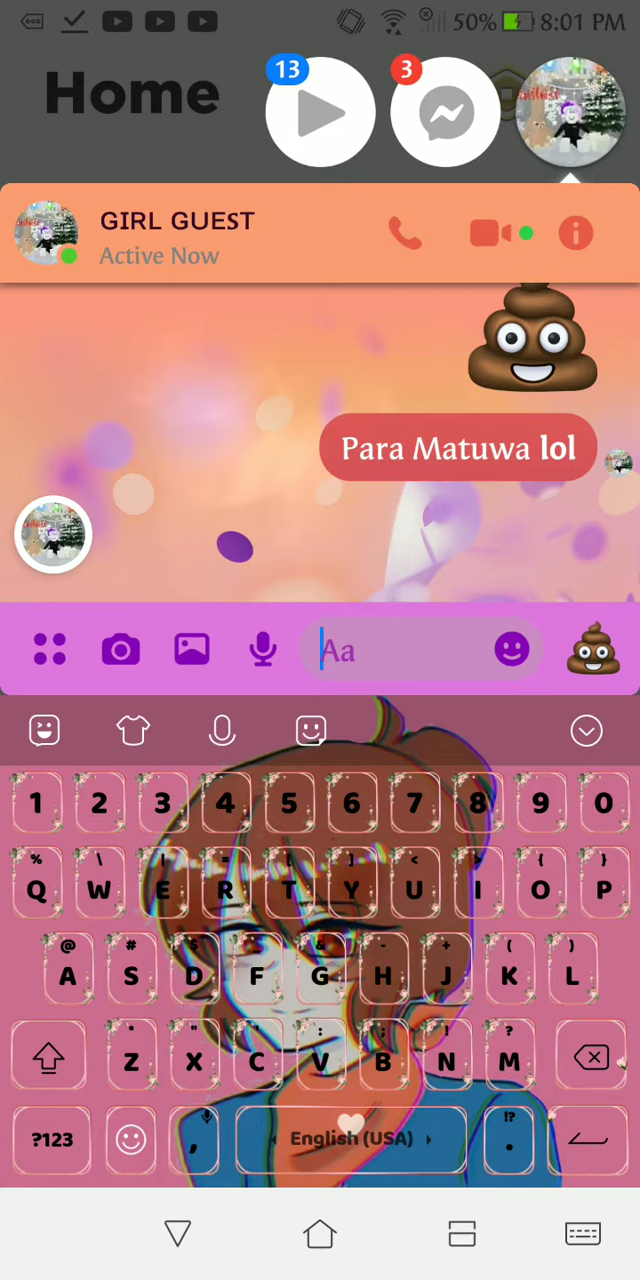 50% 8:01 PM
Home
13
3
GIRL GUEST
Active Now
Para Matuwa lol
Aa
1 2 3 4 5 6 7 8 9 0
% \ | = [ ] < > { }
Q W E R T Y U I O P
@ # $ & - + ( )
A S D F G H J K L
* " ' : ; ! ?
Z X C V B N M
!?
?123 , English (USA) .